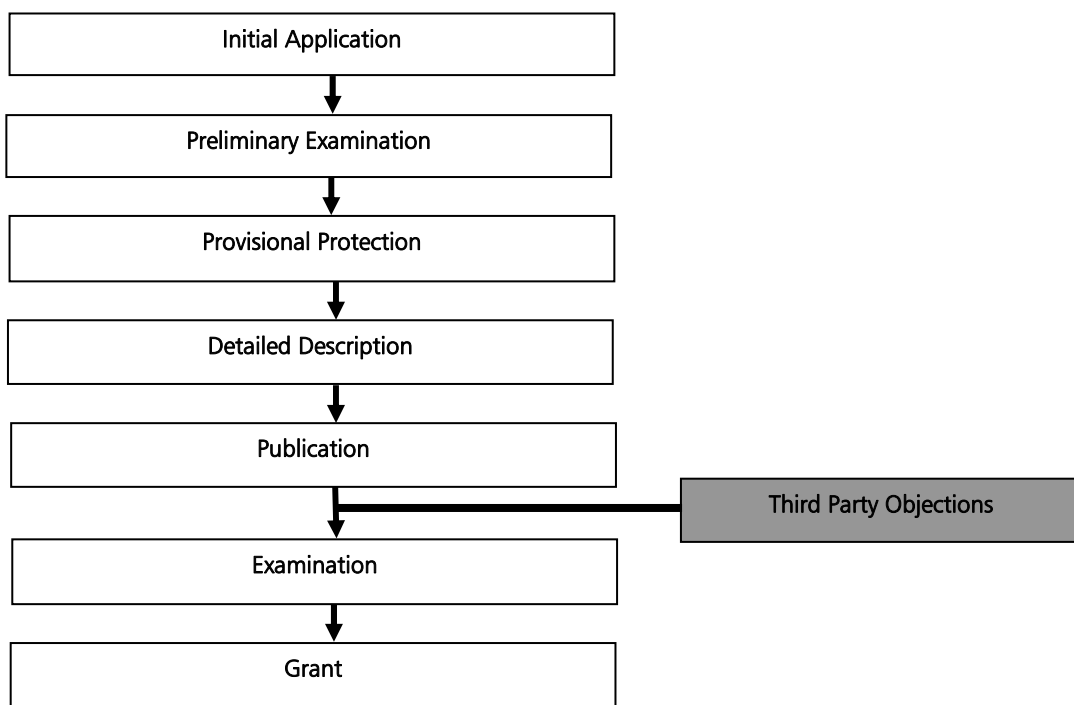 Initial Application
Preliminary Examination
Provisional Protection
Detailed Description
Publication
Third Party Objections
Examination
Grant